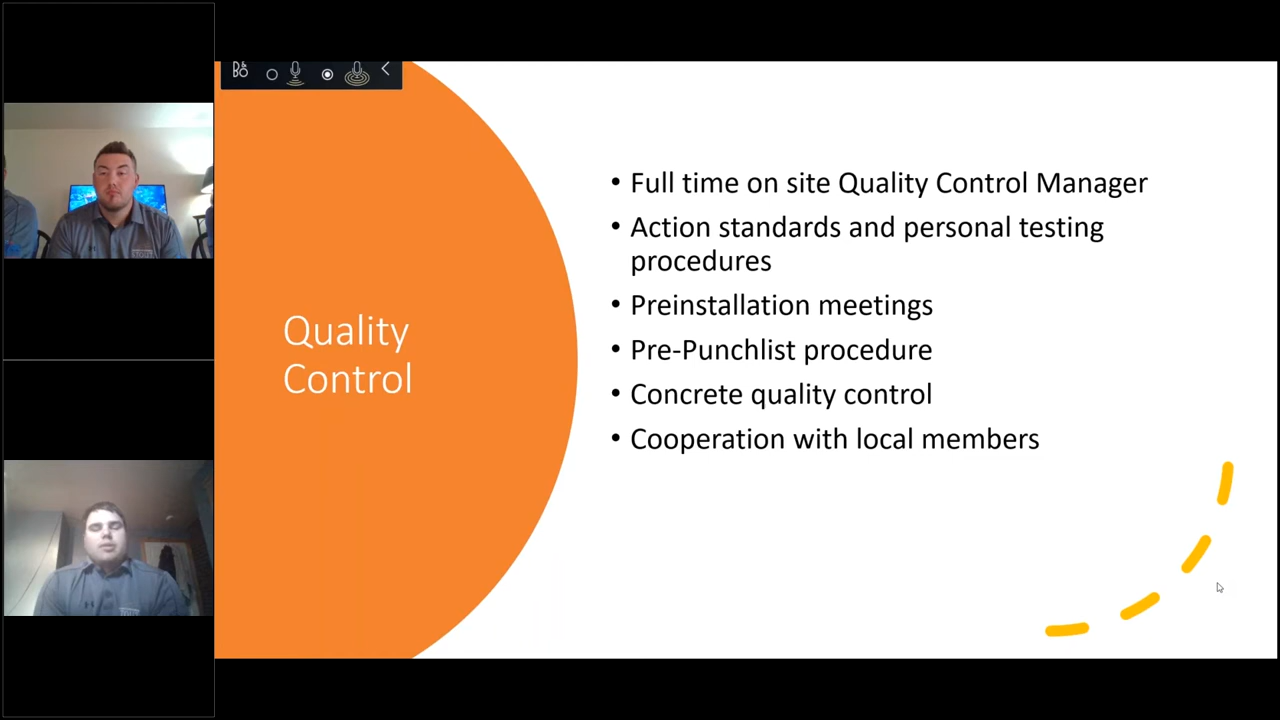 Quality
Control
• Full time on site Quality Control Manager
• Action standards and personal testing
procedures
• Preinstallation meetings
• Pre-Punchlist procedure
• Concrete quality control
• Cooperation with local members